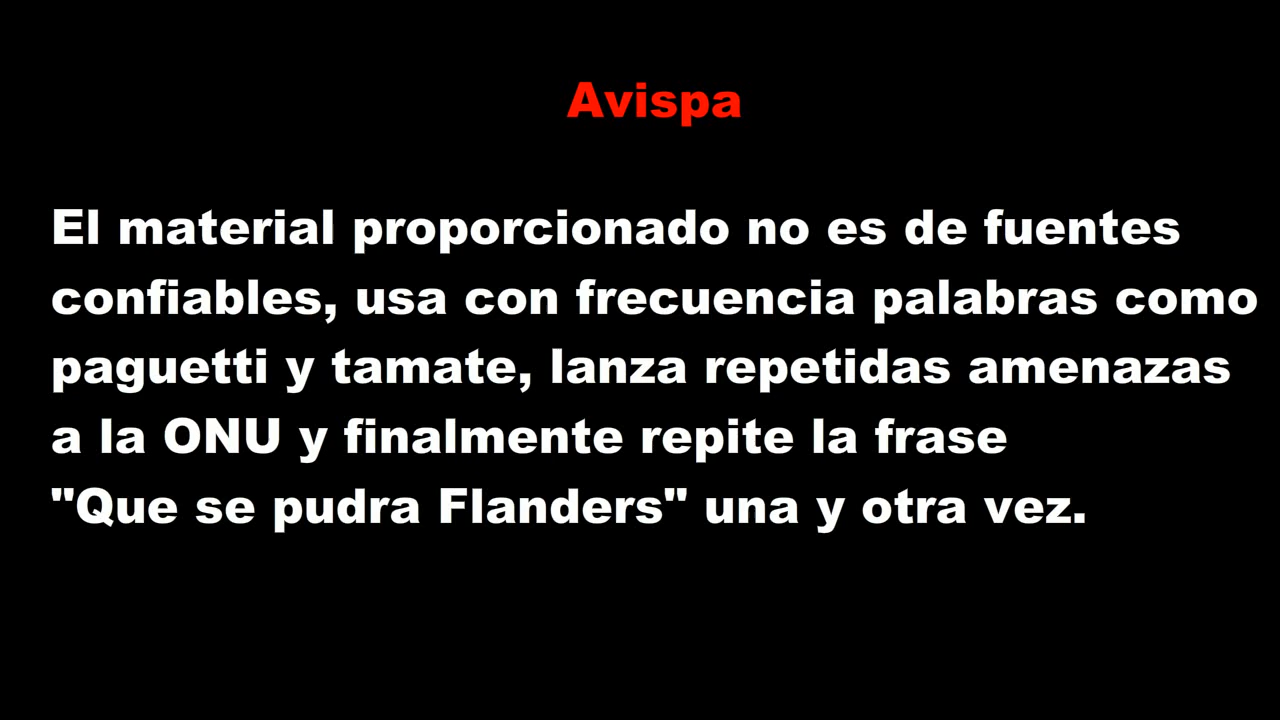 Avispa
El material proporcionado no es de fuentes
confiables, usa con frecuencia palabras como
paguetti y tamate, lanza repetidas amenazas
a la ONU y finalmente repite la frase
"Que se pudra Flanders" una y otra vez.